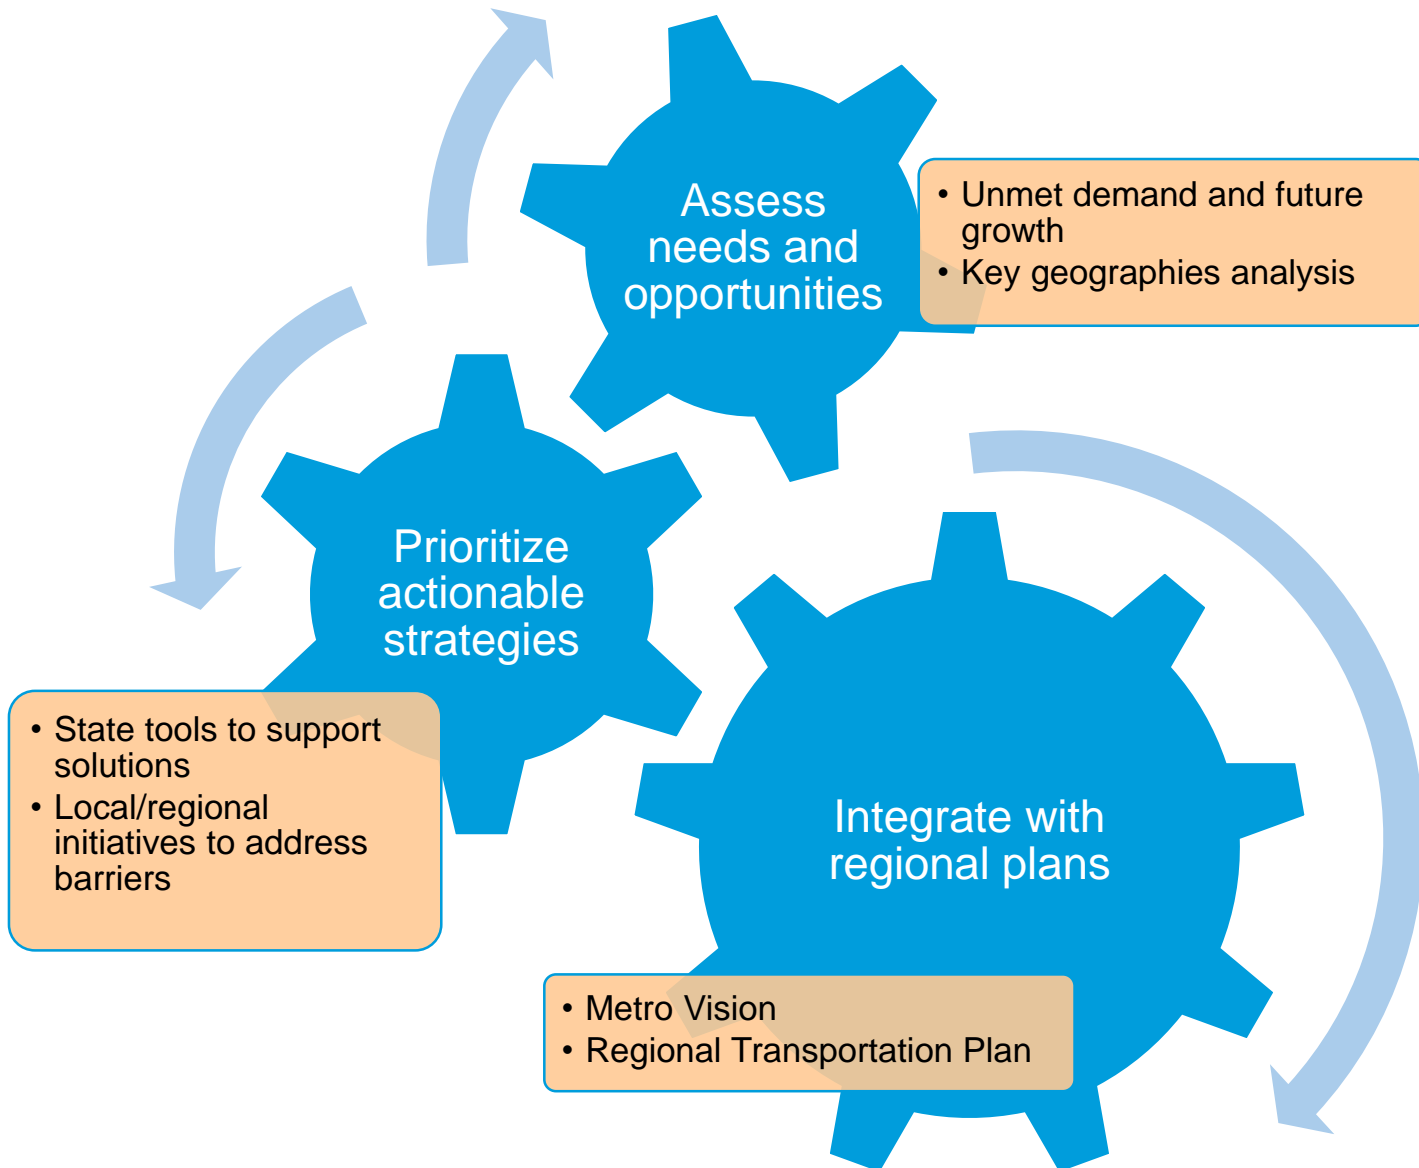 Assess
needs and
opportunities
• Unmet demand and future
growth
• Key geographies analysis
Prioritize
actionable
strategies
• State tools to support
solutions
• Local/regional
initiatives to address
barriers
Integrate with
regional plans
• Metro Vision
• Regional Transportation Plan